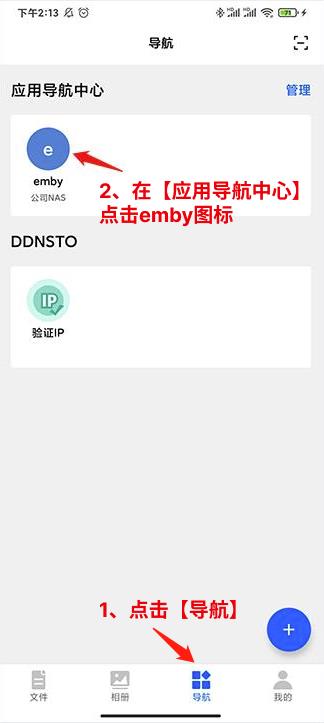 下午2:13
71
导航
应用导航中心
管理
e
emby
公司NAS
2、在【应用导航中心】
点击emby图标
DDNSTO
IP
验证IP
1、点击【导航】
+
文件
相册
导航
我的